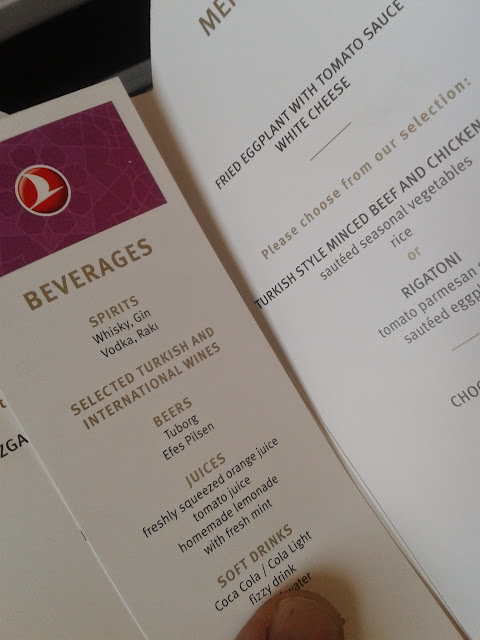 BEVERAGES
SPIRITS
Whisky, Gin
Vodka, Rakı
SELECTED TURKISH AND
INTERNATIONAL WINES
BEERS
Tuborg
Efes Pilsen
JUICES
freshly squeezed orange juice
tomato juice
homemade lemonade
with fresh mint
SOFT DRINKS
Coca Cola / Cola Light
fizzy drink
water
FRIED EGGPLANT WITH TOMATO SAUCE
WHITE CHEESE
Please choose from our selection:
TURKISH STYLE MINCED BEEF AND CHICKEN
sautéed seasonal vegetables
rice
or
RIGATONI
tomato parmesan
sautéed